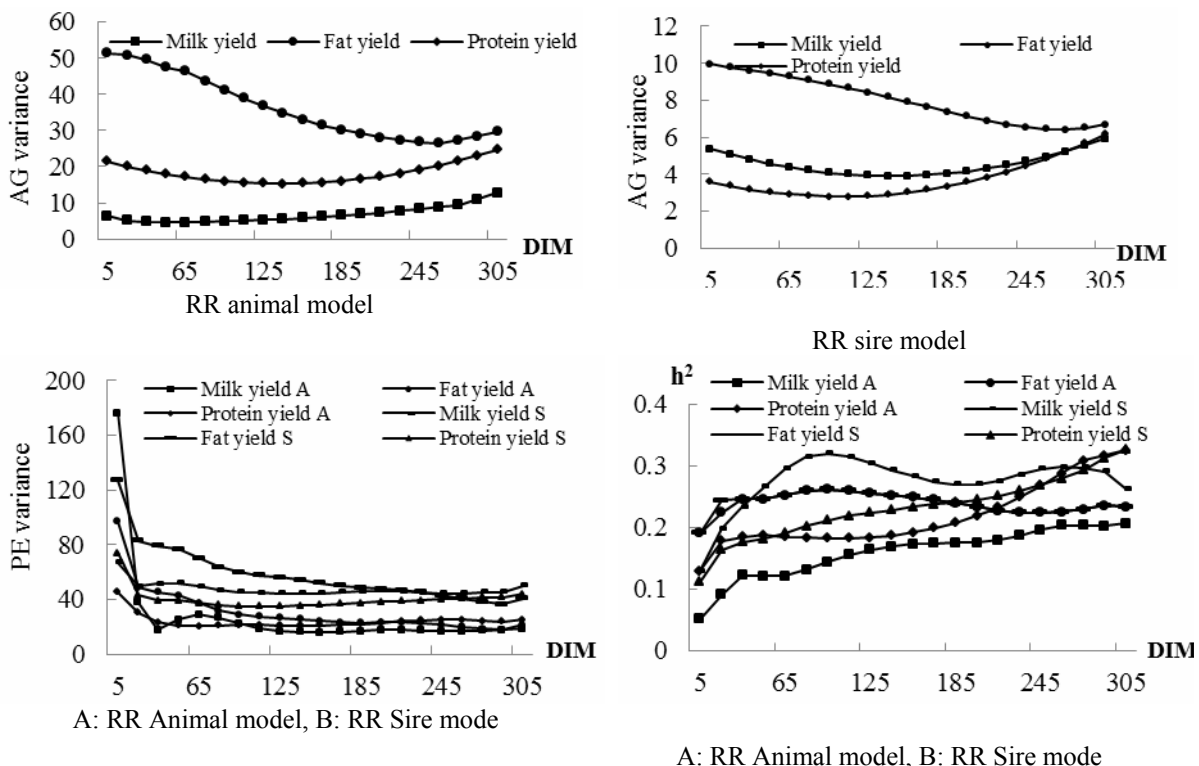 60
50
40
30
20
10
0
AG variance
Milk yield Fat yield Protein yield
5 65 125 185 245 305
DIM
RR animal model
12
10
8
6
4
2
0
AG variance
Milk yield Fat yield
Protein yield
5 65 125 185 245 305
DIM
RR sire model
200
160
120
80
40
0
PE variance
Milk yield A Fat yield A
Protein yield A Milk yield S
Fat yield S Protein yield S
5 65 125 185 245 305
DIM
A: RR Animal model, B: RR Sire mode
h²
0.4
0.3
0.2
0.1
0
Milk yield A Fat yield A
Protein yield A Milk yield S
Fat yield S Protein yield S
5 65 125 185 245 305
DIM
A: RR Animal model, B: RR Sire mode